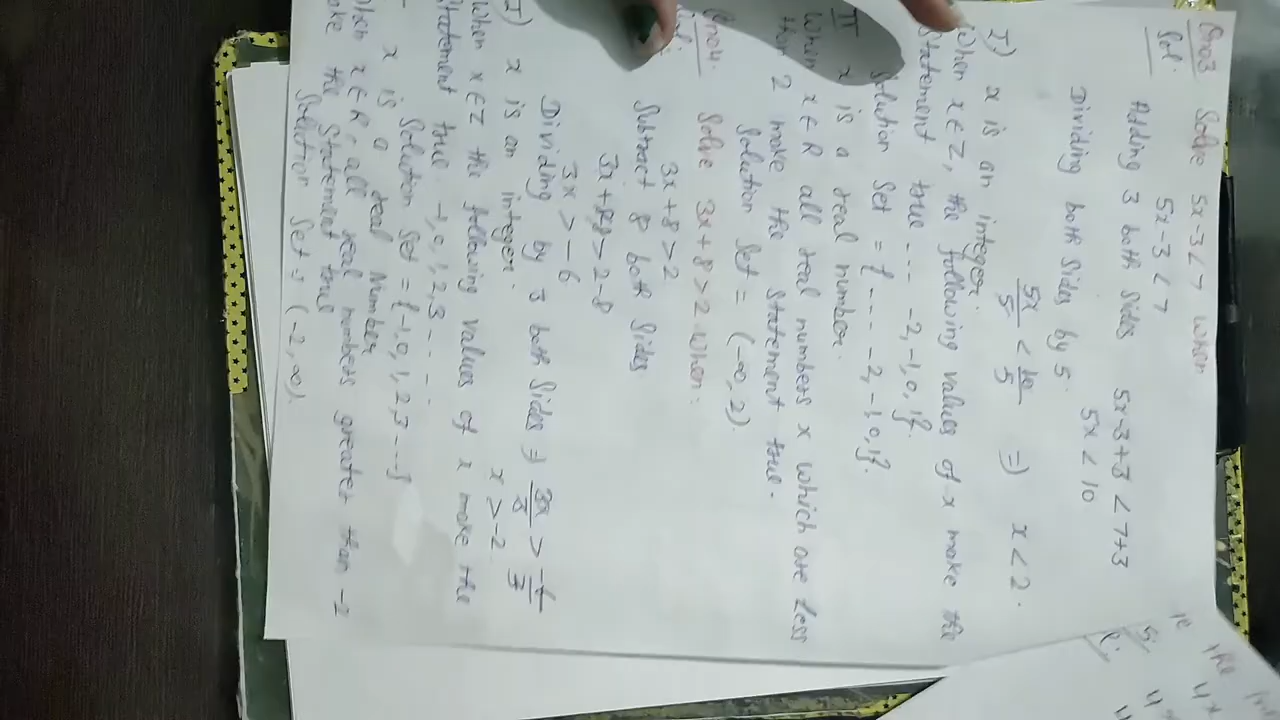 Qno3 Solve 5x-3<7 when
Sol. 5x-3<7
Adding 3 both sides 5x-3+3<7+3
5x<10
Dividing both sides by 5.
5x/5 < 10/5 ⇒ x<2.
I) x is an integer.
When x∈Z, the following values of x make the
statement true --- -2,-1,0,1}.
Solution Set = {---- -2,-1,0,1}.
II x is a real number.
When x∈R all real numbers x which are less
than 2 make the statement true.
Solution Set = (-∞, 2).
Qno4. Solve 3x+8>2 when:
3x+8>2
Subtract 8 both sides
3x+8-8>2-8
3x>-6
Dividing by 3 both sides ⇒ 3x/3 >
x>-2
I) x is an integer.
When x∈Z the following values of x make the
statement true -1,0,1,2,3------
Solution Set = {-1,0,1,2,3---}
x is a real number
When x∈R, all real numbers greater than -2
make the statement true
Solution Set = (-2,∞).
the
4x